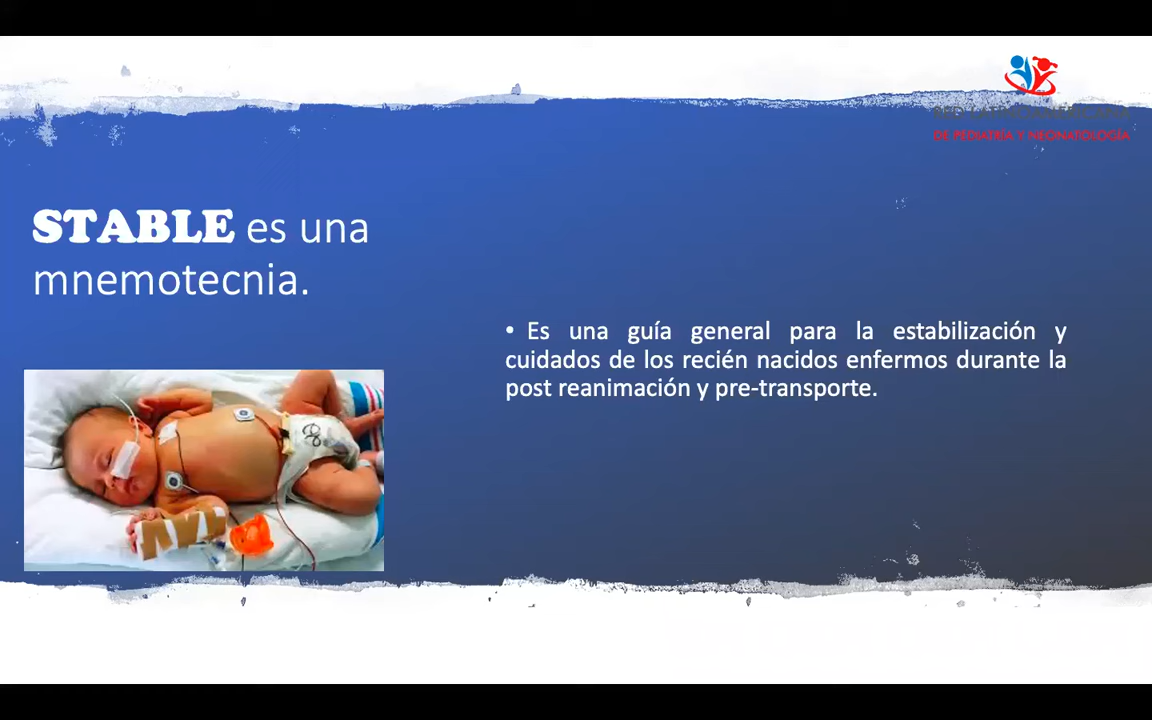 DE PEDIATRÍA Y NEONATOLOGÍA
STABLE es una
mnemotecnia.
• Es una guía general para la estabilización y
cuidados de los recién nacidos enfermos durante la
post reanimación y pre-transporte.